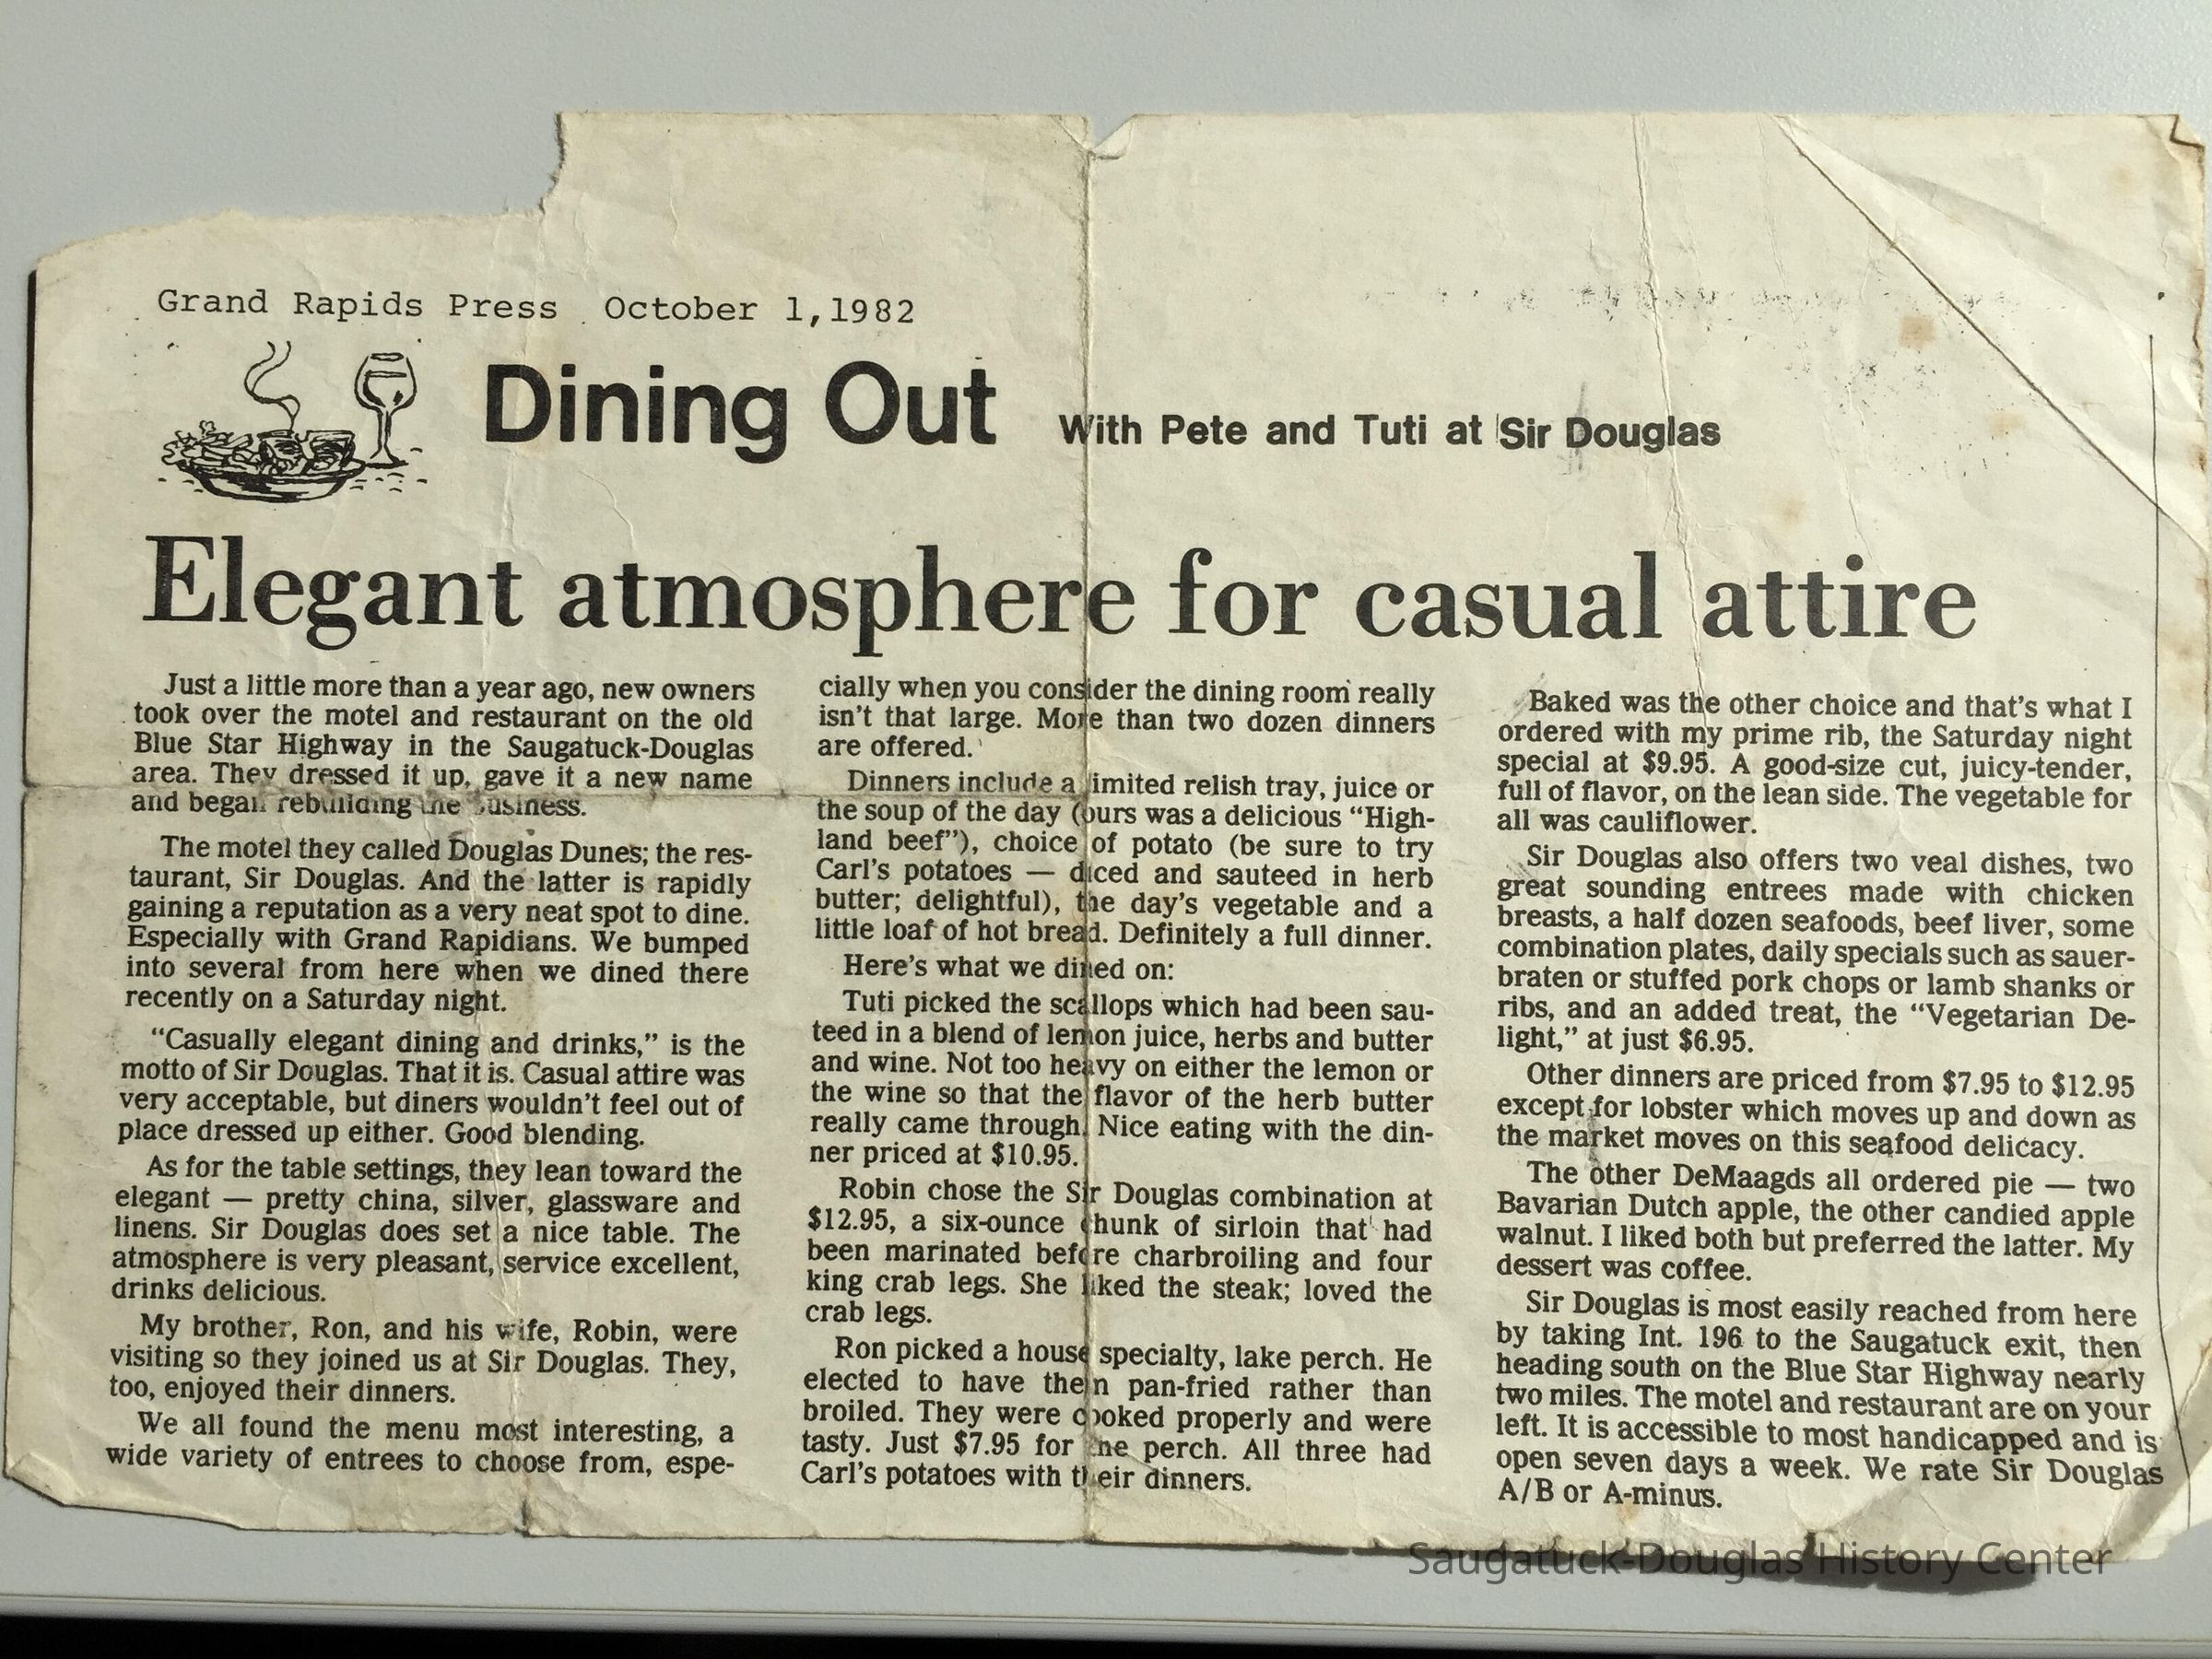 Grand Rapids Press October 1,1982
Dining Out With Pete and Tuti at Sir Douglas
Elegant atmosphere for casual attire
Just a little more than a year ago, new owners
took over the motel and restaurant on the old
Blue Star Highway in the Saugatuck-Douglas
area. They dressed it up, gave it a new name
and began rebuilding the business.
The motel they called Douglas Dunes; the res-
taurant, Sir Douglas. And the latter is rapidly
gaining a reputation as a very neat spot to dine.
Especially with Grand Rapidians. We bumped
into several from here when we dined there
recently on a Saturday night.
“Casually elegant dining and drinks,” is the
motto of Sir Douglas. That it is. Casual attire was
very acceptable, but diners wouldn’t feel out of
place dressed up either. Good blending.
As for the table settings, they lean toward the
elegant — pretty china, silver, glassware and
linens. Sir Douglas does set a nice table. The
atmosphere is very pleasant, service excellent,
drinks delicious.
My brother, Ron, and his wife, Robin, were
visiting so they joined us at Sir Douglas. They,
too, enjoyed their dinners.
We all found the menu most interesting, a
wide variety of entrees to choose from, espe-
cially when you consider the dining room really
isn’t that large. More than two dozen dinners
are offered.
Dinners include a limited relish tray, juice or
the soup of the day (ours was a delicious “High-
land beef”), choice of potato (be sure to try
Carl’s potatoes — diced and sauteed in herb
butter; delightful), the day’s vegetable and a
little loaf of hot bread. Definitely a full dinner.
Here’s what we dined on:
Tuti picked the scallops which had been sau-
teed in a blend of lemon juice, herbs and butter
and wine. Not too heavy on either the lemon or
the wine so that the flavor of the herb butter
really came through. Nice eating with the din-
ner priced at $10.95.
Robin chose the Sir Douglas combination at
$12.95, a six-ounce chunk of sirloin that had
been marinated before charbroiling and four
king crab legs. She liked the steak; loved the
crab legs.
Ron picked a house specialty, lake perch. He
elected to have them pan-fried rather than
broiled. They were cooked properly and were
tasty. Just $7.95 for the perch. All three had
Carl’s potatoes with their dinners.
Baked was the other choice and that’s what I
ordered with my prime rib, the Saturday night
special at $9.95. A good-size cut, juicy-tender,
full of flavor, on the lean side. The vegetable for
all was cauliflower.
Sir Douglas also offers two veal dishes, two
great sounding entrees made with chicken
breasts, a half dozen seafoods, beef liver, some
combination plates, daily specials such as sauer-
braten or stuffed pork chops or lamb shanks or
ribs, and an added treat, the “Vegetarian De-
light,” at just $6.95.
Other dinners are priced from $7.95 to $12.95
except for lobster which moves up and down as
the market moves on this seafood delicacy.
The other DeMaagds all ordered pie — two
Bavarian Dutch apple, the other candied apple
walnut. I liked both but preferred the latter. My
dessert was coffee.
Sir Douglas is most easily reached from here
by taking Int. 196 to the Saugatuck exit, then
heading south on the Blue Star Highway nearly
two miles. The motel and restaurant are on your
left. It is accessible to most handicapped and is
open seven days a week. We rate Sir Douglas
A/B or A-minus.
Saugatuck-Douglas History Center